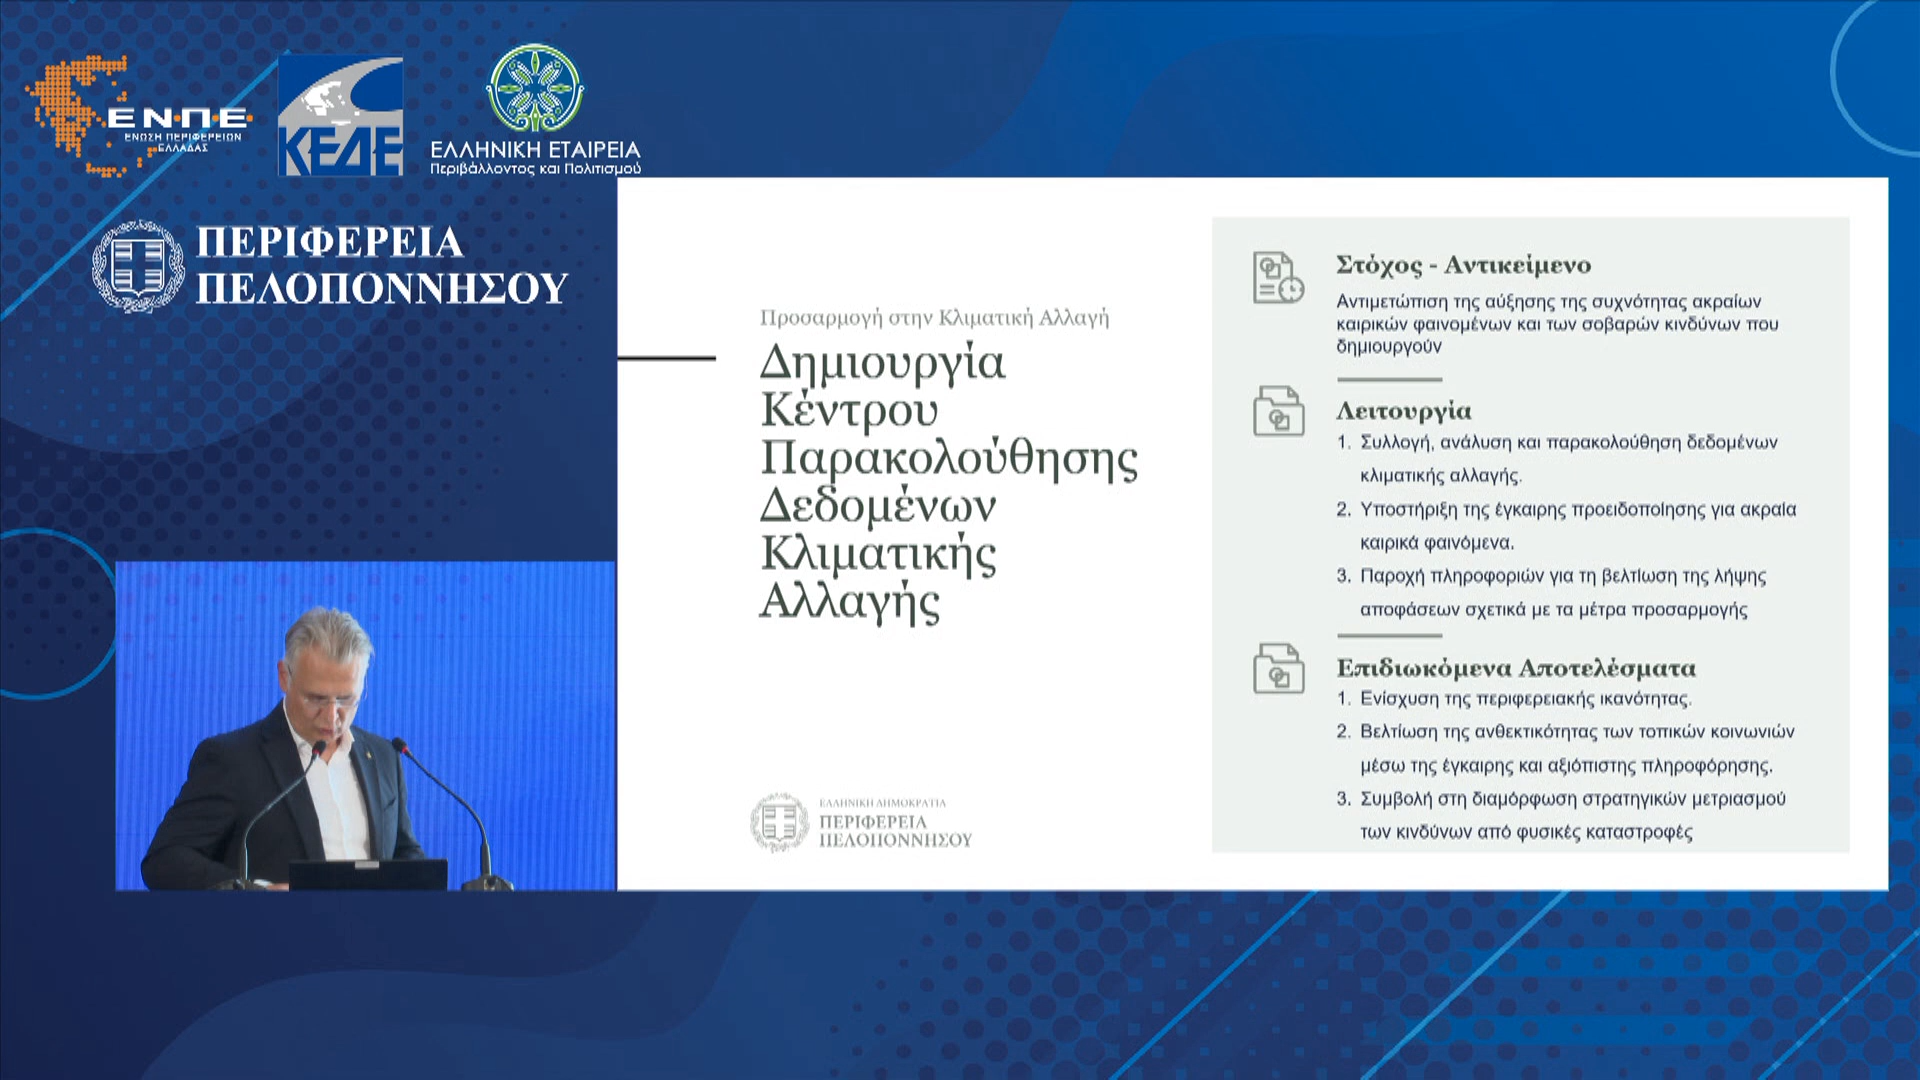 Ε·Ν·Π·Ε·
ΕΝΩΣΗ ΠΕΡΙΦΕΡΕΙΩΝ
ΕΛΛΑΔΑΣ
ΚΕΔΕ
ΕΛΛΗΝΙΚΗ ΕΤΑΙΡΕΙΑ
Περιβάλλοντος και Πολιτισμού
ΠΕΡΙΦΕΡΕΙΑ
ΠΕΛΟΠΟΝΝΗΣΟΥ
Προσαρμογή στην Κλιματική Αλλαγή
Δημιουργία
Κέντρου
Παρακολούθησης
Δεδομένων
Κλιματικής
Αλλαγής
ΕΛΛΗΝΙΚΗ ΔΗΜΟΚΡΑΤΙΑ
ΠΕΡΙΦΕΡΕΙΑ
ΠΕΛΟΠΟΝΝΗΣΟΥ
Στόχος - Αντικείμενο
Αντιμετώπιση της αύξησης της συχνότητας ακραίων
καιρικών φαινομένων και των σοβαρών κινδύνων που
δημιουργούν
Λειτουργία
1. Συλλογή, ανάλυση και παρακολούθηση δεδομένων
κλιματικής αλλαγής.
2. Υποστήριξη της έγκαιρης προειδοποίησης για ακραία
καιρικά φαινόμενα.
3. Παροχή πληροφοριών για τη βελτίωση της λήψης
αποφάσεων σχετικά με τα μέτρα προσαρμογής
Επιδιωκόμενα Αποτελέσματα
1. Ενίσχυση της περιφερειακής ικανότητας.
2. Βελτίωση της ανθεκτικότητας των τοπικών κοινωνιών
μέσω της έγκαιρης και αξιόπιστης πληροφόρησης.
3. Συμβολή στη διαμόρφωση στρατηγικών μετριασμού
των κινδύνων από φυσικές καταστροφές